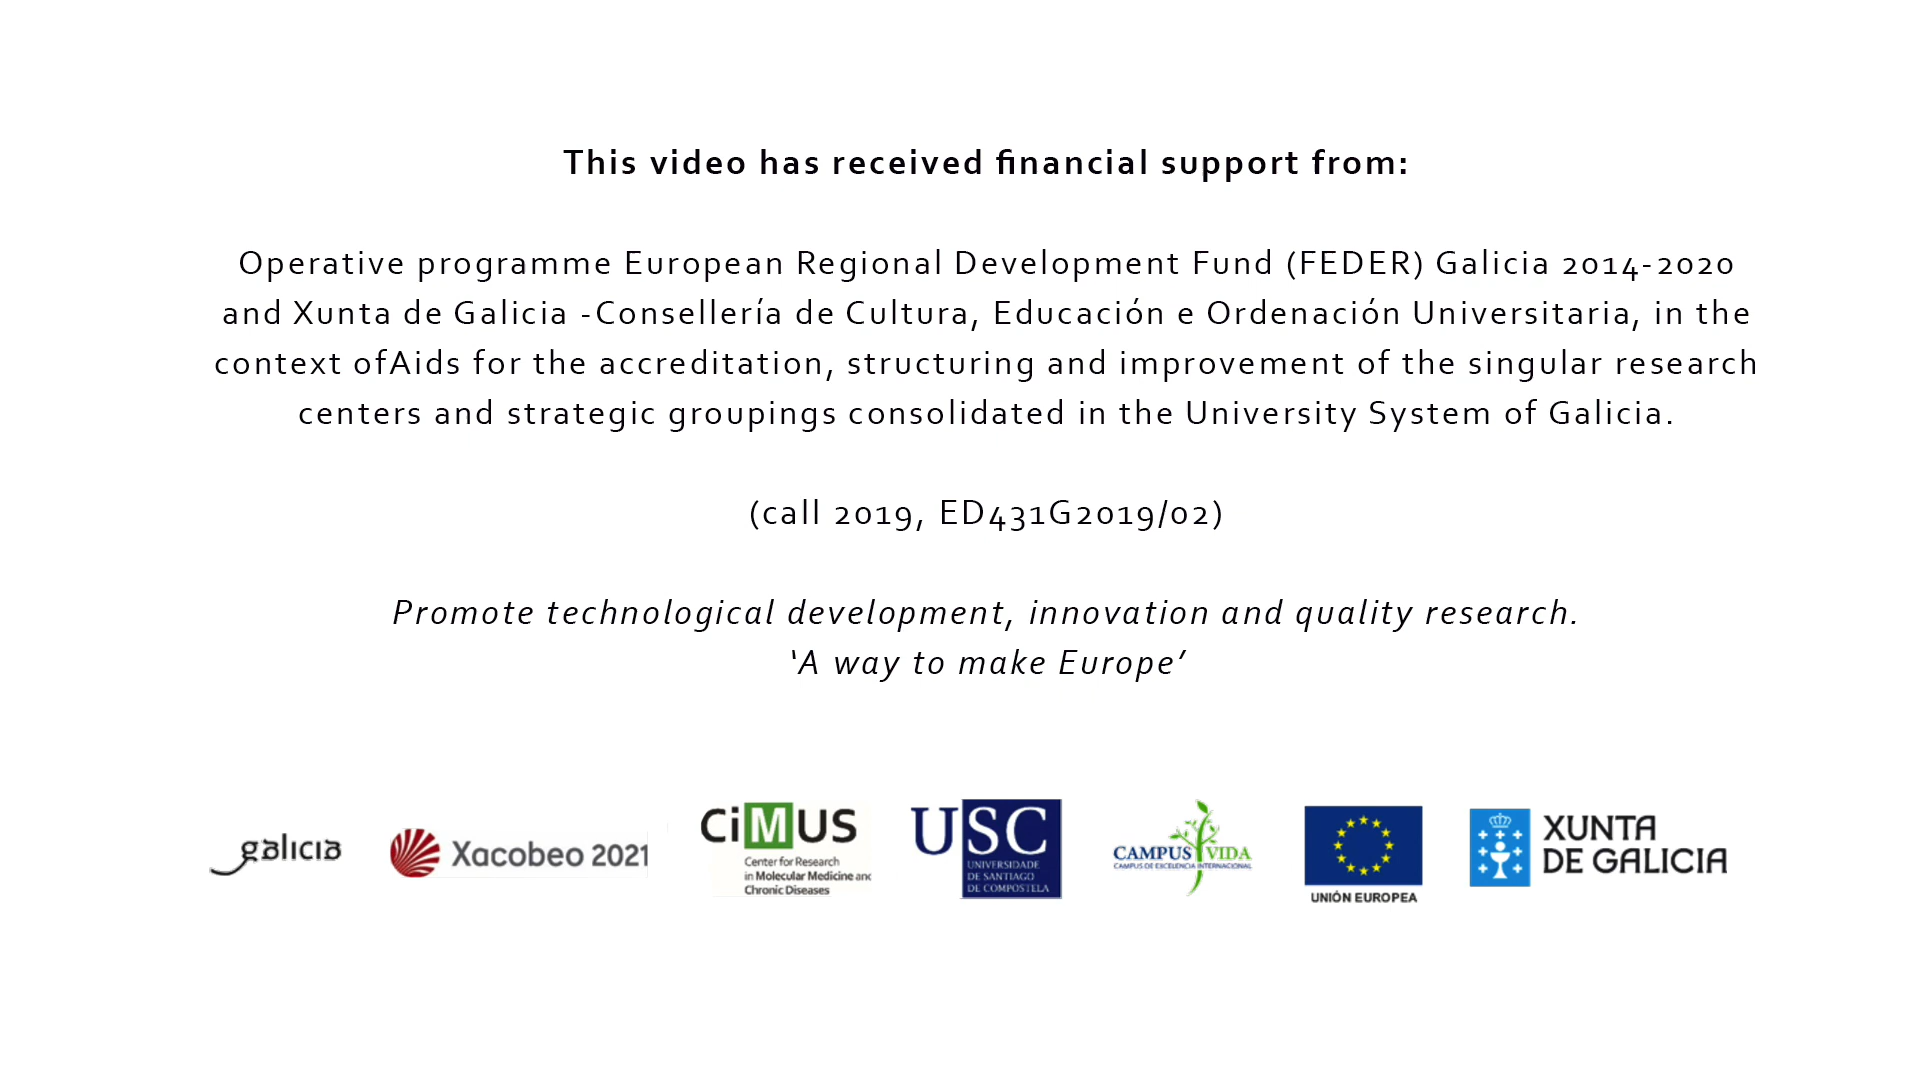 This video has received financial support from:
Operative programme European Regional Development Fund (FEDER) Galicia 2014-2020
and Xunta de Galicia -Consellería de Cultura, Educación e Ordenación Universitaria, in the
context ofAids for the accreditation, structuring and improvement of the singular research
centers and strategic groupings consolidated in the University System of Galicia.
(call 2019, ED431G2019/02)
Promote technological development, innovation and quality research.
‘A way to make Europe’
galicia
Xacobeo 2021
CiMUS
Center for Research
in Molecular Medicine and
Chronic Diseases
USC
UNIVERSIDADE
DE SANTIAGO
DE COMPOSTELA
CAMPUS VIDA
CAMPUS DE EXCELENCIA INTERNACIONAL
UNIÓN EUROPEA
XUNTA
DE GALICIA